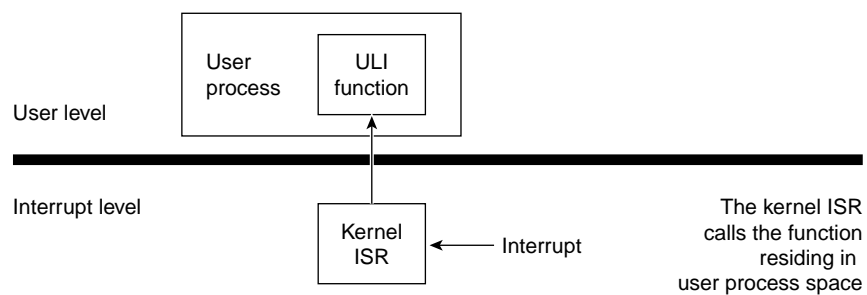 User
process
ULI
function
User level
Interrupt level
Kernel
ISR
Interrupt
The kernel ISR
calls the function
residing in
user process space